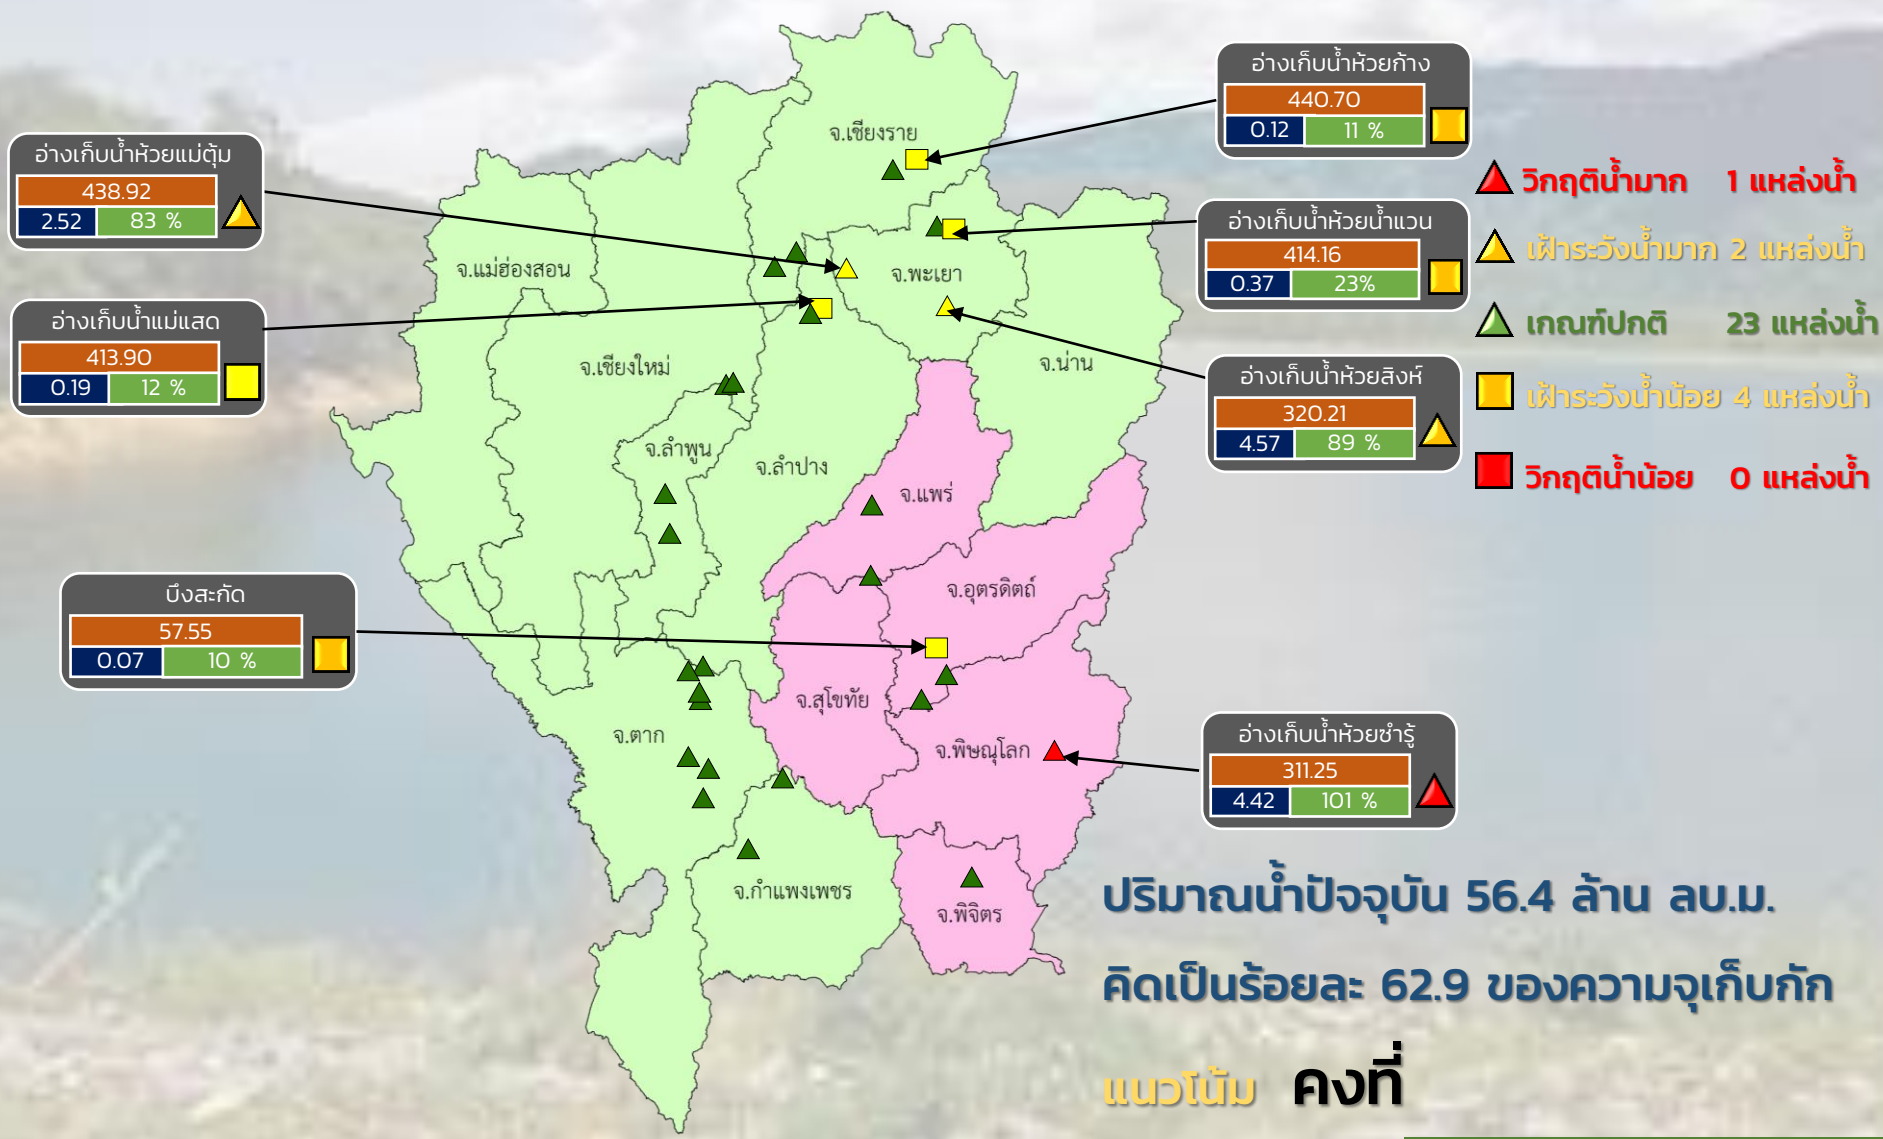 อ่างเก็บน้ำห้วยแม่ตุ้ม
438.92
2.52 83 %
อ่างเก็บน้ำแม่แสด
413.90
0.19 12 %
บึงสะกัด
57.55
0.07 10 %
จ.เชียงราย
จ.แม่ฮ่องสอน
จ.พะเยา
จ.เชียงใหม่
จ.น่าน
จ.ลำพูน
จ.ลำปาง
จ.แพร่
จ.อุตรดิตถ์
จ.สุโขทัย
จ.ตาก
จ.พิษณุโลก
จ.กำแพงเพชร
จ.พิจิตร
อ่างเก็บน้ำห้วยก้าง
440.70
0.12 11 %
อ่างเก็บน้ำห้วยน้ำแวน
414.16
0.37 23%
อ่างเก็บน้ำห้วยสิงห์
320.21
4.57 89 %
อ่างเก็บน้ำห้วยซำรู้
311.25
4.42 101 %
วิกฤติน้ำมาก 1 แหล่งน้ำ
เฝ้าระวังน้ำมาก 2 แหล่งน้ำ
เกณฑ์ปกติ 23 แหล่งน้ำ
เฝ้าระวังน้ำน้อย 4 แหล่งน้ำ
วิกฤติน้ำน้อย 0 แหล่งน้ำ
ปริมาณน้ำปัจจุบัน 56.4 ล้าน ลบ.ม.
คิดเป็นร้อยละ 62.9 ของความจุเก็บกัก
แนวโน้ม คงที่